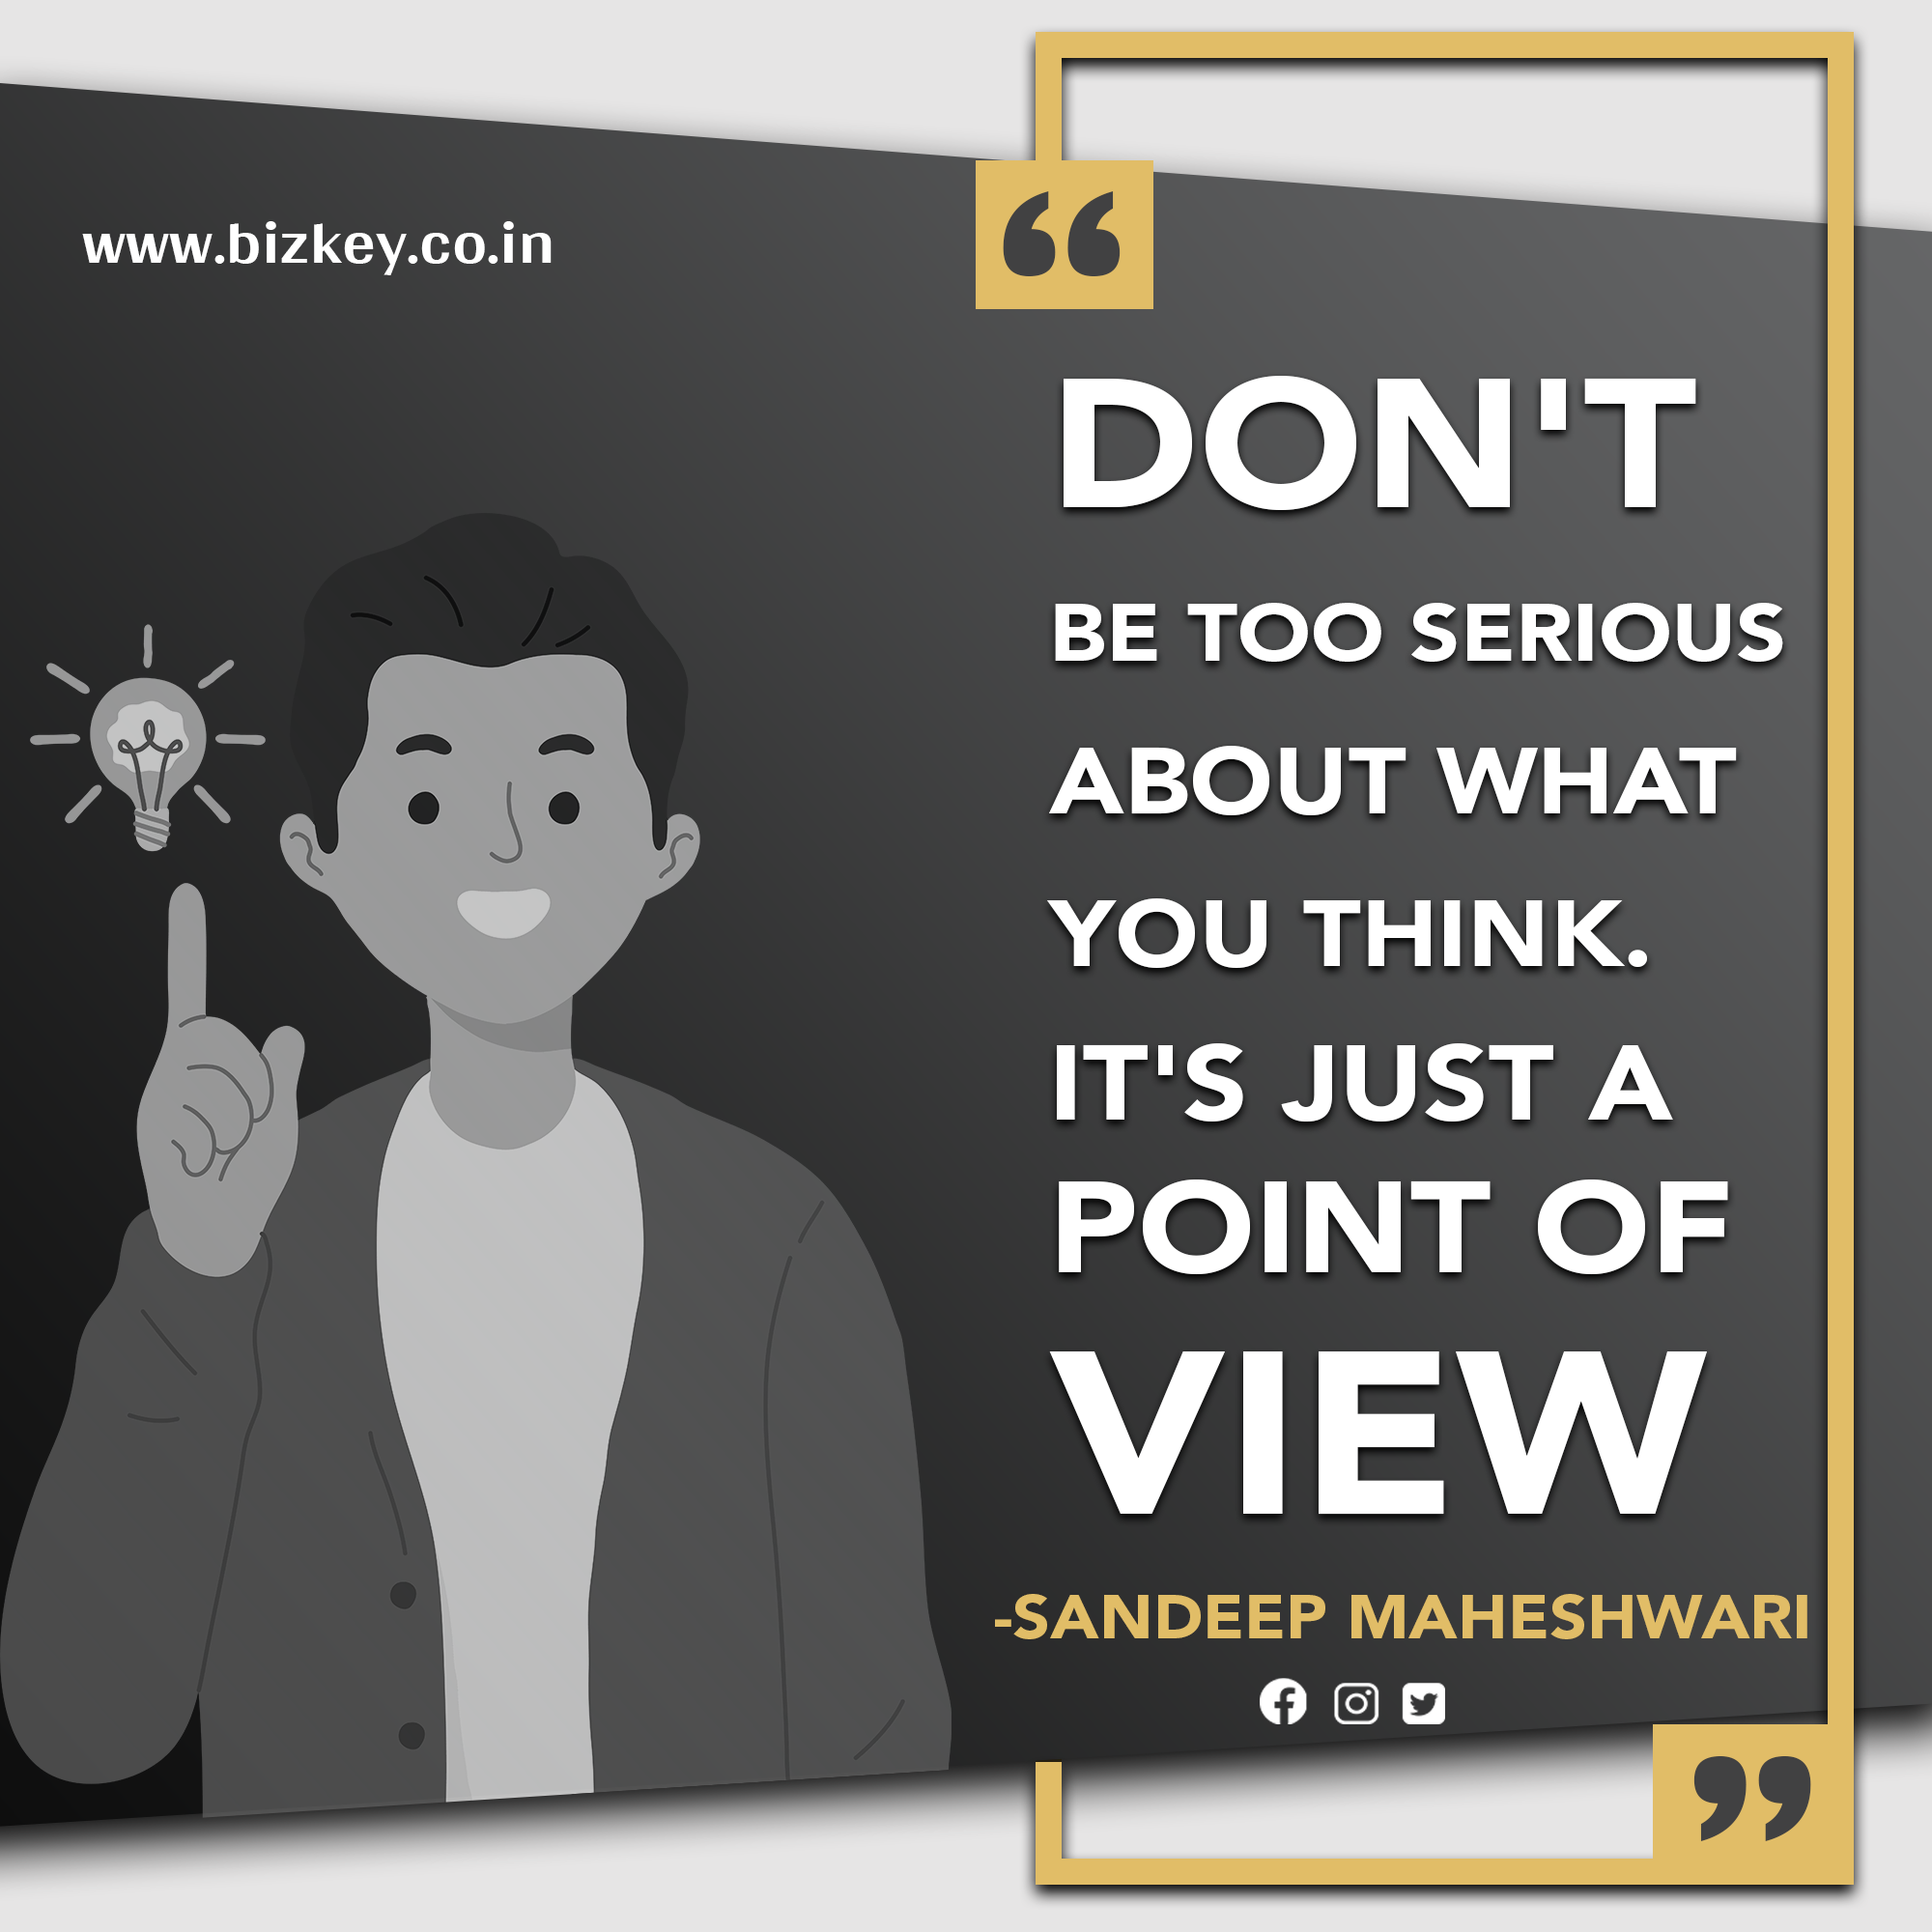 www.bizkey.co.in
“
DON'T
BE TOO SERIOUS
ABOUT WHAT
YOU THINK.
IT'S JUST A
POINT OF
VIEW
-SANDEEP MAHESHWARI
”